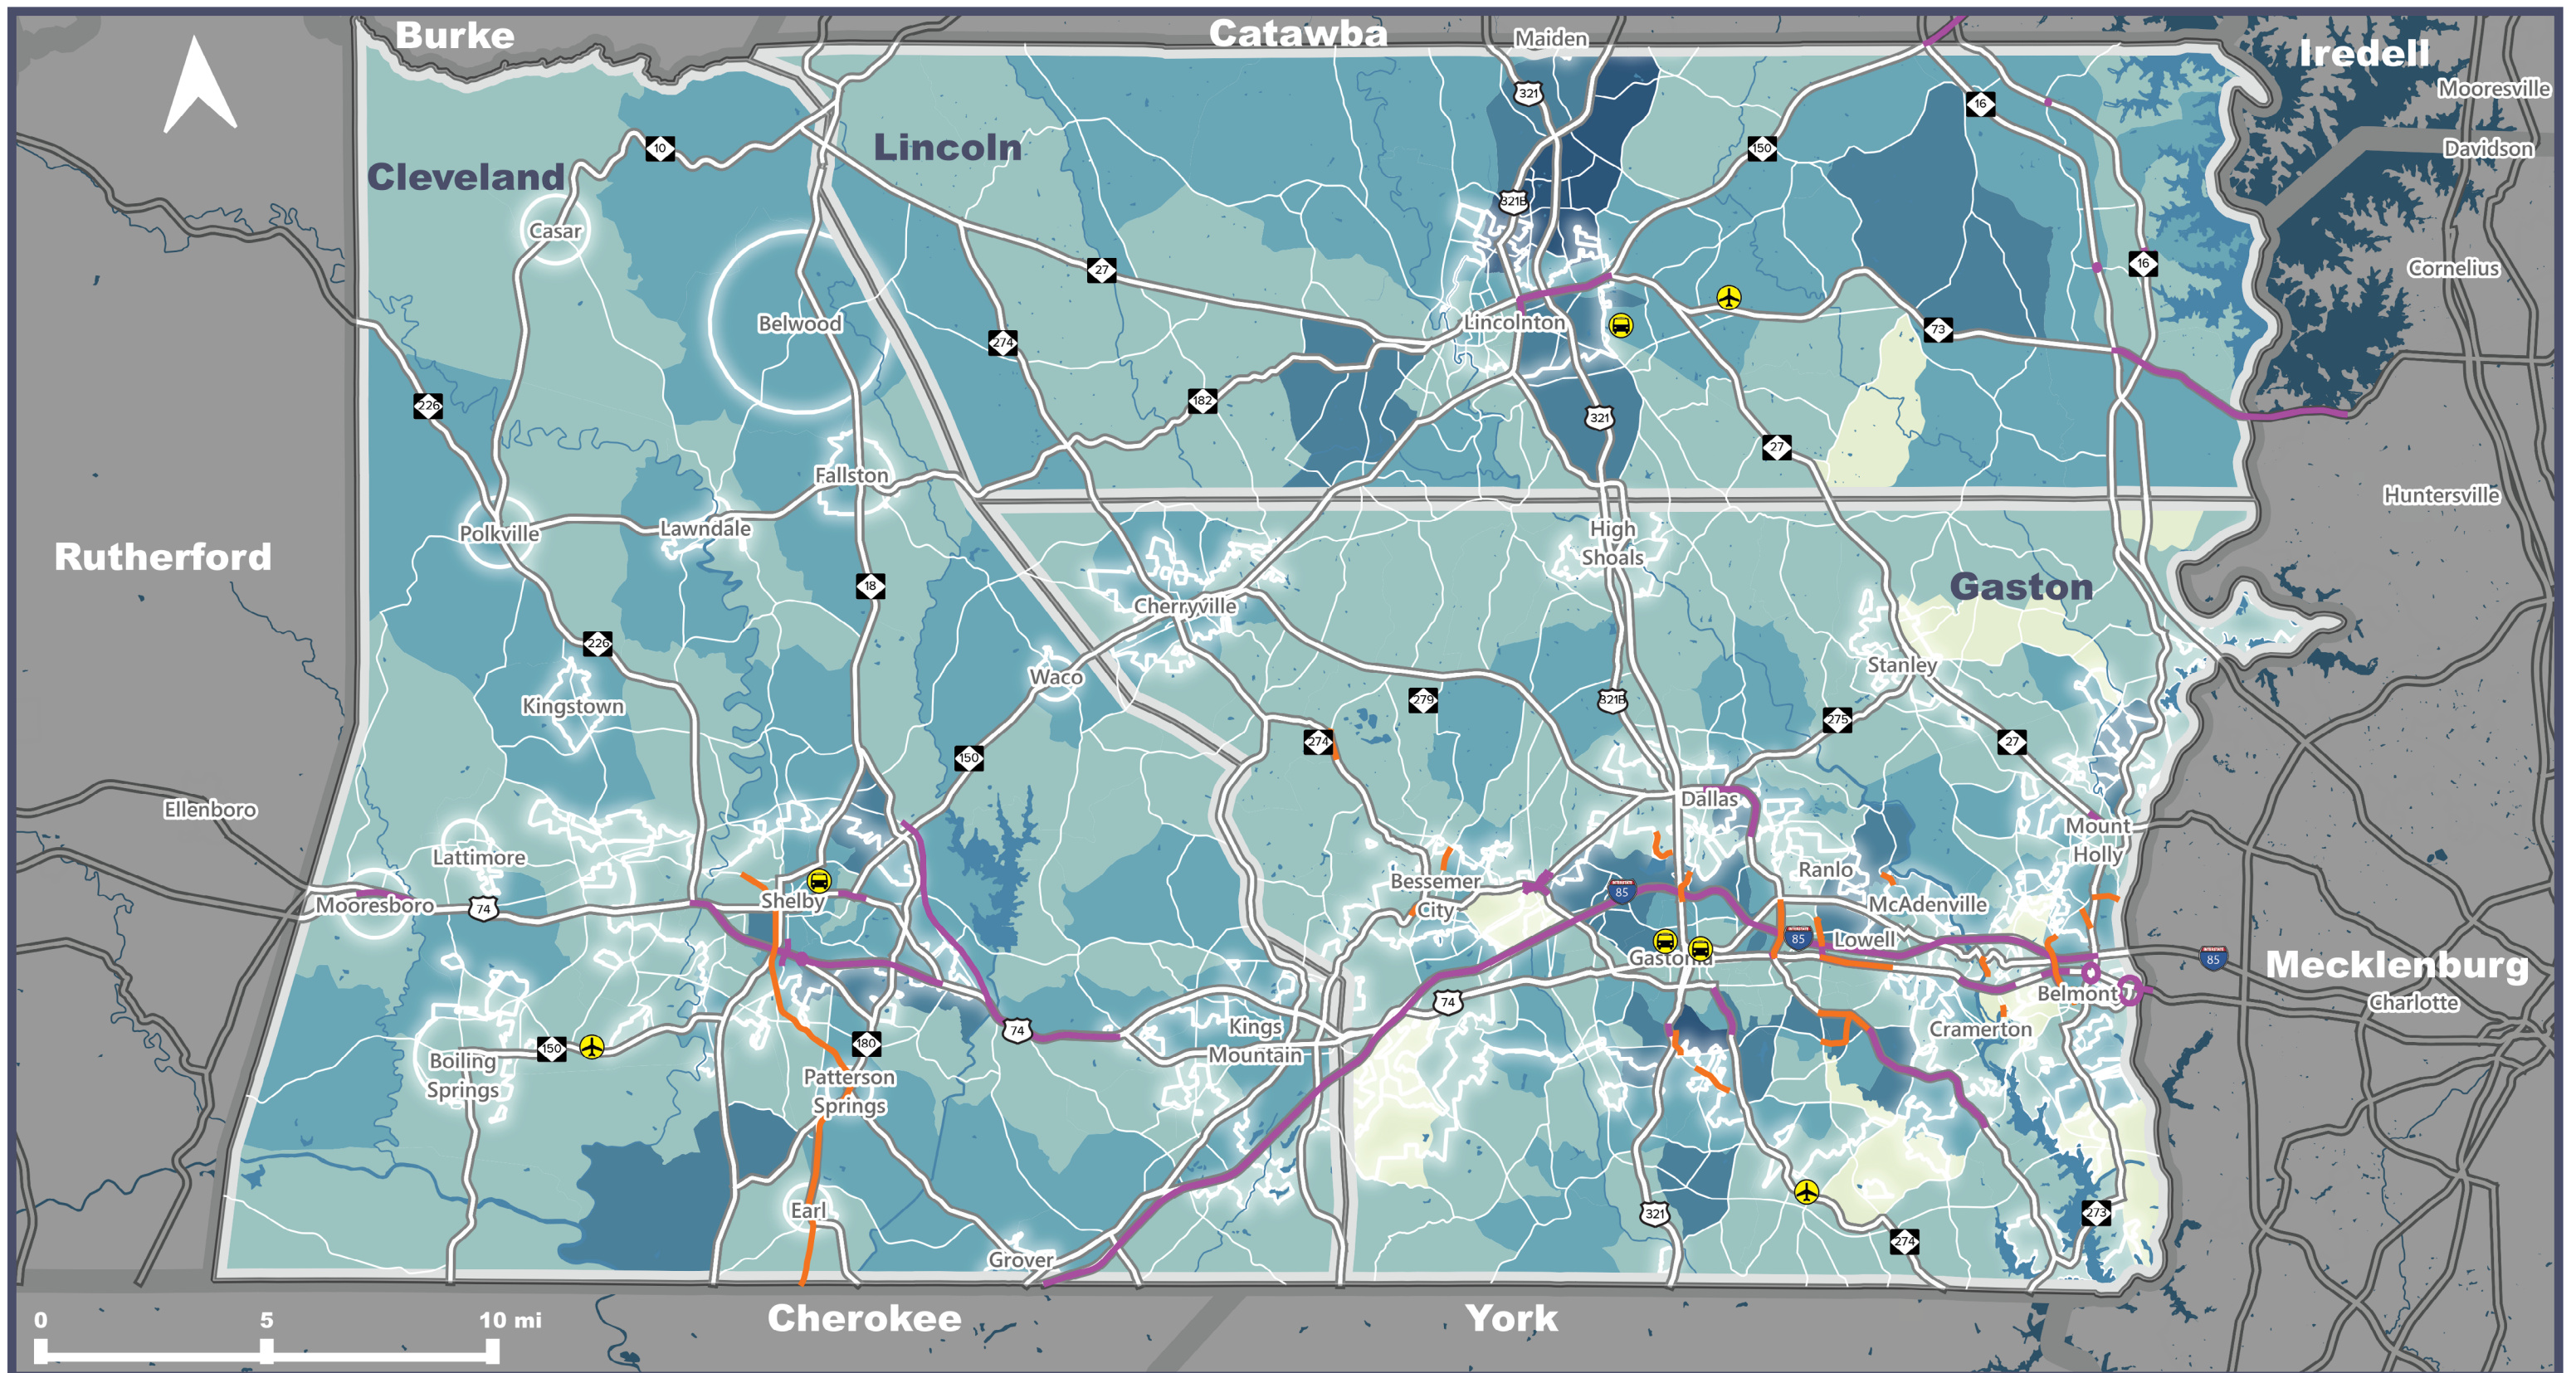 Burke
Catawba
Maiden
Iredell
Mooresville
321
16
10
150
Davidson
Lincoln
Cleveland
321B
Casar
27
16
Cornelius
Belwood
Lincolnton
274
73
226
182
321
27
Fallston
Huntersville
Polkville
Lawndale
High
Shoals
Rutherford
18
Gaston
Cherryville
226
Stanley
Waco
Kingstown
279
321B
275
274
27
150
Ellenboro
Dallas
Mount
Holly
Lattimore
Ranlo
Bessemer
City
85
Shelby
Mooresboro
74
McAdenville
85
Lowell
Gastonia
85
Mecklenburg
Belmont
Charlotte
74
74
Kings
Mountain
Cramerton
180
150
Boiling
Springs
Patterson
Springs
Earl
321
273
274
Grover
Cherokee
York
0 5 10 mi